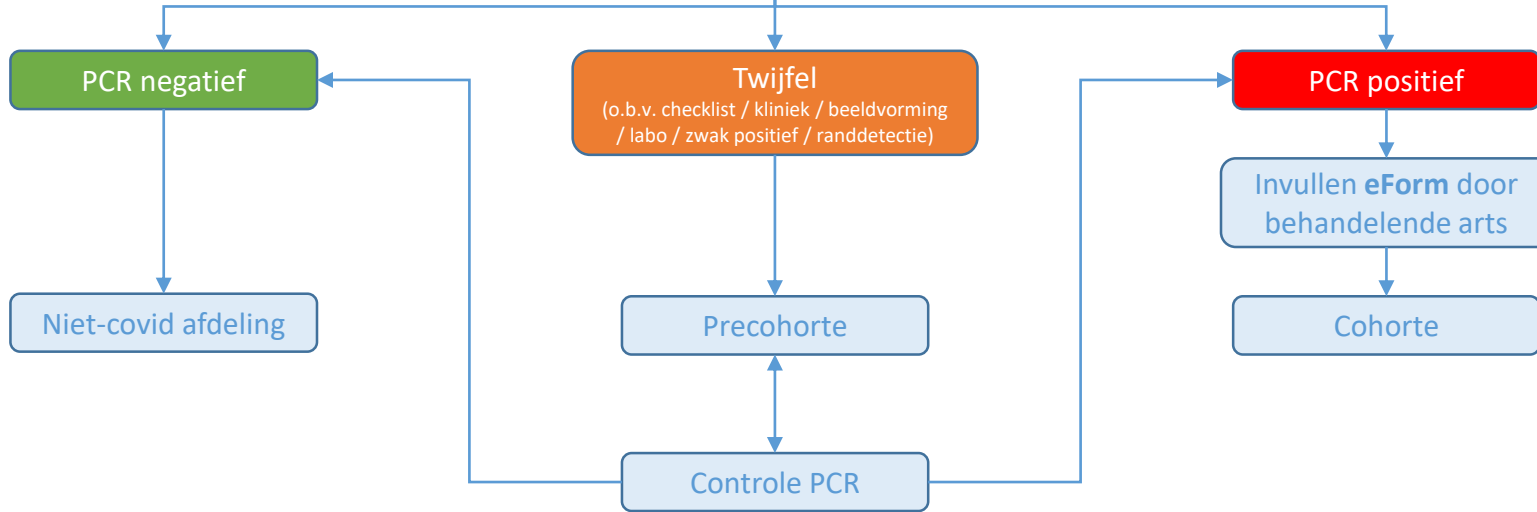 PCR negatief
Twijfel
(o.b.v. checklist / kliniek / beeldvorming
/ labo / zwak positief / randdetectie)
PCR positief
Invullen eForm door
behandelende arts
Niet-covid afdeling
Precohorte
Cohorte
Controle PCR